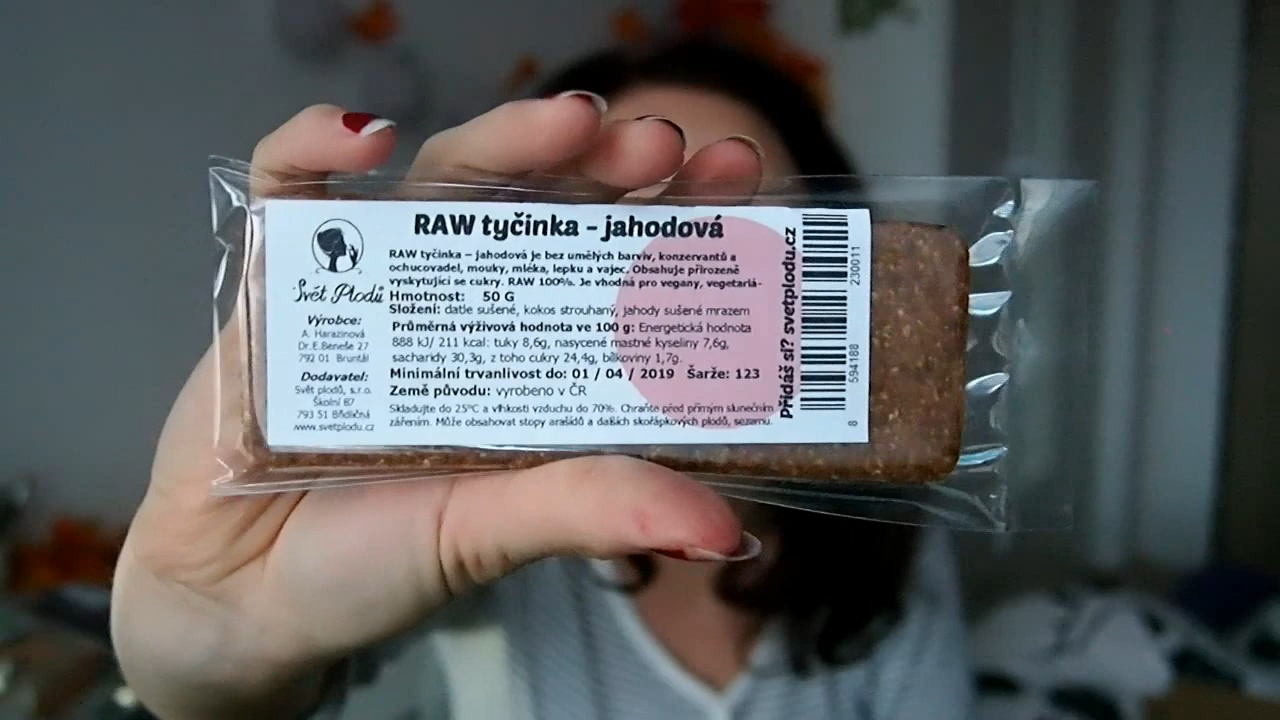 RAW tyčinka - jahodová
RAW tyčinka – jahodová je bez umělých barviv, konzervantů a
ochucovadel, mouky, mléka, lepku a vajec. Obsahuje přirozeně
vyskytující se cukry. RAW 100%. Je vhodná pro vegany, vegetariá-
Hmotnost: 50 G
Složení: datle sušené, kokos strouhaný, jahody sušené mrazem
Průměrná výživová hodnota ve 100 g: Energetická hodnota
888 kJ/ 211 kcal: tuky 8,6g, nasycené mastné kyseliny 7,6g,
sacharidy 30,3g, z toho cukry 24,4g, bílkoviny 1,7g.
Minimální trvanlivost do: 01 / 04 / 2019 Šarže: 123
Země původu: vyrobeno v ČR
Skladujte do 25°C a vlhkosti vzduchu do 70%. Chraňte před přímým slunečním
zářením. Může obsahovat stopy arašídů a dalších skořápkových plodů, sezamu.
Svět Plodů
Výrobce:
A. Harazinová
Dr.E.Beneše 27
792 01 Bruntál
Dodavatel:
Svět plodů, s.r.o.
Školní 87
793 51 Břidličná
www.svetplodu.cz
Přidáš si? svetplodu.cz
8 594188 230011